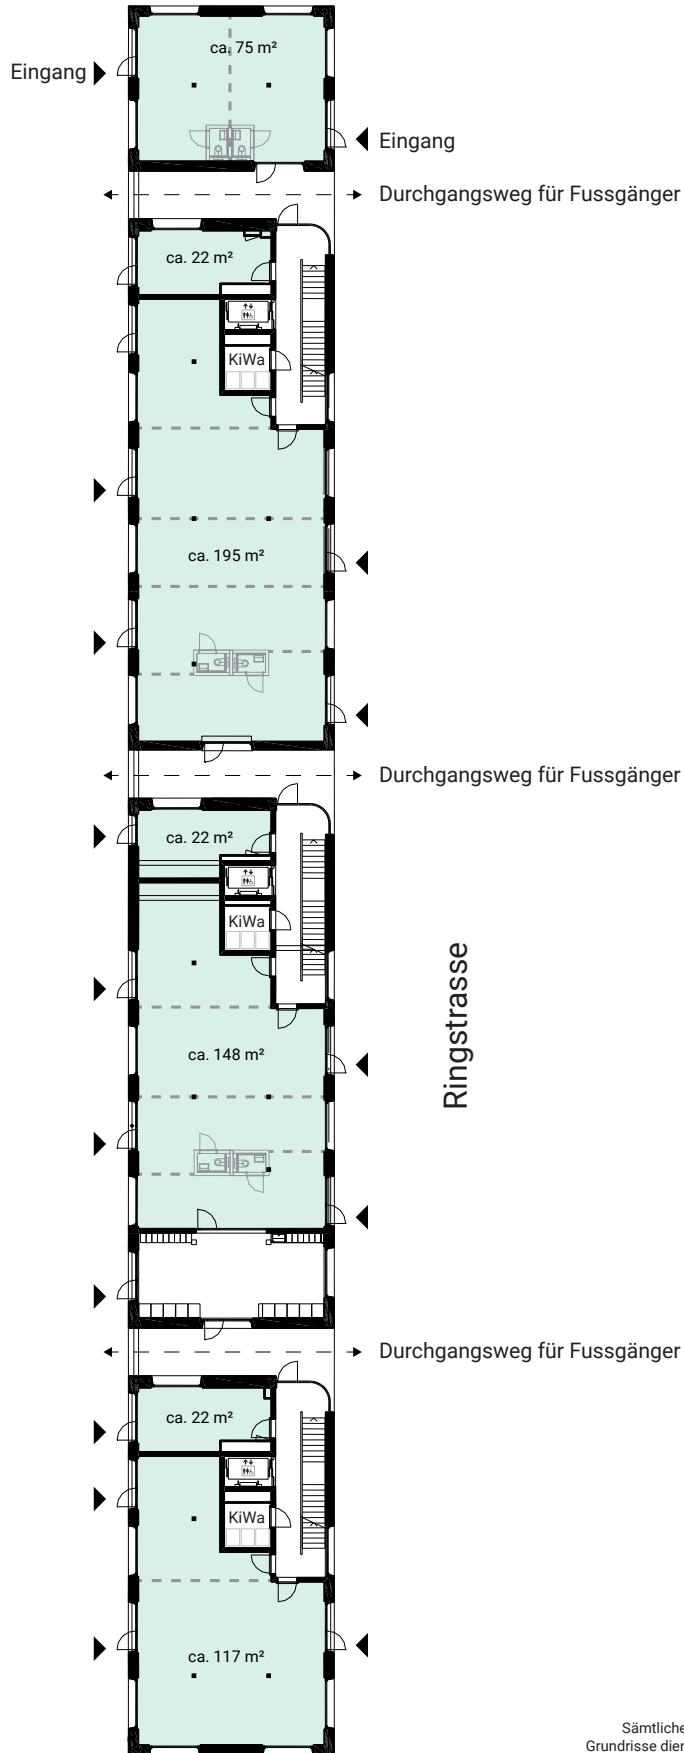 ca. 75 m²
Eingang
Eingang
Durchgangsweg für Fussgänger
ca. 22 m²
KiWa
ca. 195 m²
Durchgangsweg für Fussgänger
ca. 22 m²
KiWa
Ringstrasse
ca. 148 m²
Durchgangsweg für Fussgänger
ca. 22 m²
KiWa
ca. 117 m²
Sämtliche
Grundrisse dien